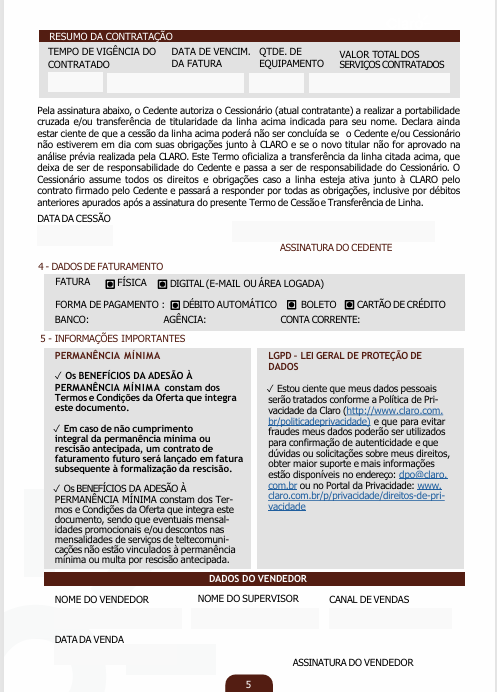 RESUMO DA CONTRATAÇÃO
TEMPO DE VIGÊNCIA DO CONTRATADO
DATA DE VENCIM. DA FATURA
QTDE. DE EQUIPAMENTO
VALOR TOTAL DOS SERVIÇOS CONTRATADOS
Pela assinatura abaixo, o Cedente autoriza o Cessionário (atual contratante) a realizar a portabilidade
cruzada e/ou transferência de titularidade da linha acima indicada para seu nome. Declara ainda
estar ciente de que a cessão da linha acima poderá não ser concluída se o Cedente e/ou Cessionário
não estiverem em dia com suas obrigações junto à CLARO e se o novo titular não for aprovado na
análise prévia realizada pela CLARO. Este Termo oficializa a transferência da linha citada acima, que
deixa de ser de responsabilidade do Cedente e passa a ser de responsabilidade do Cessionário. O
Cessionário assume todos os direitos e obrigações caso a linha esteja ativa junto à CLARO pelo
contrato firmado pelo Cedente e passará a responder por todas as obrigações, inclusive por débitos
anteriores apurados após a assinatura do presente Termo de Cessão e Transferência de Linha.
DATA DA CESSÃO
ASSINATURA DO CEDENTE
4 - DADOS DE FATURAMENTO
FATURA FÍSICA DIGITAL (E-MAIL OU ÁREA LOGADA)
FORMA DE PAGAMENTO : DÉBITO AUTOMÁTICO BOLETO CARTÃO DE CRÉDITO
BANCO: AGÊNCIA: CONTA CORRENTE:
5 - INFORMAÇÕES IMPORTANTES
PERMANÊNCIA MÍNIMA
✓ Os BENEFÍCIOS DA ADESÃO À
PERMANÊNCIA MÍNIMA constam dos
Termos e Condições da Oferta que integra
este documento.
✓ Em caso de não cumprimento
integral da permanência mínima ou
rescisão antecipada, um contrato de
faturamento futuro será lançado em fatura
subsequente à formalização da rescisão.
✓ Os BENEFÍCIOS DA ADESÃO À
PERMANÊNCIA MÍNIMA constam dos Ter-
mos e Condições da Oferta que integra este
documento, sendo que eventuais mensal-
idades promocionais e/ou descontos nas
mensalidades de serviços de teltecomuni-
cações não estão vinculados à permanência
mínima ou multa por rescisão antecipada.
LGPD - LEI GERAL DE PROTEÇÃO DE
DADOS
✓ Estou ciente que meus dados pessoais
serão tratados conforme a Política de Pri-
vacidade da Claro (http://www.claro.com.
br/politicadeprivacidade) e que para evitar
fraudes meus dados poderão ser utilizados
para confirmação de autenticidade e que
dúvidas ou solicitações sobre meus direitos,
obter maior suporte e mais informações
estão disponíveis no endereço: dpo@claro.
com.br ou no Portal da Privacidade: www.
claro.com.br/p/privacidade/direitos-de-pri-
vacidade
DADOS DO VENDEDOR
NOME DO VENDEDOR
NOME DO SUPERVISOR
CANAL DE VENDAS
DATA DA VENDA
ASSINATURA DO VENDEDOR
5